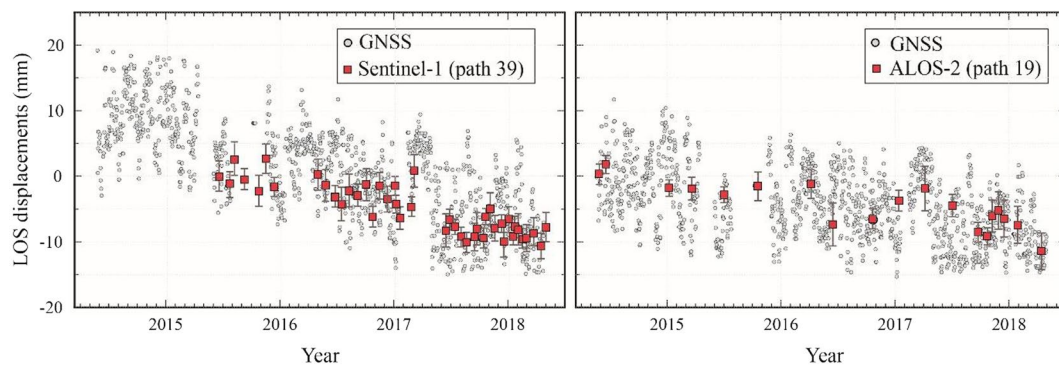 LOS displacements (mm)
20
10
0
-10
-20
GNSS
Sentinel-1 (path 39)
2015
2016
2017
2018
Year
GNSS
ALOS-2 (path 19)
2015
2016
2017
2018
Year